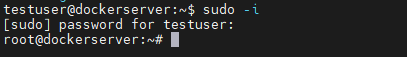 testuser@dockerserver:~$ sudo -i
[sudo] password for testuser:
root@dockerserver:~#